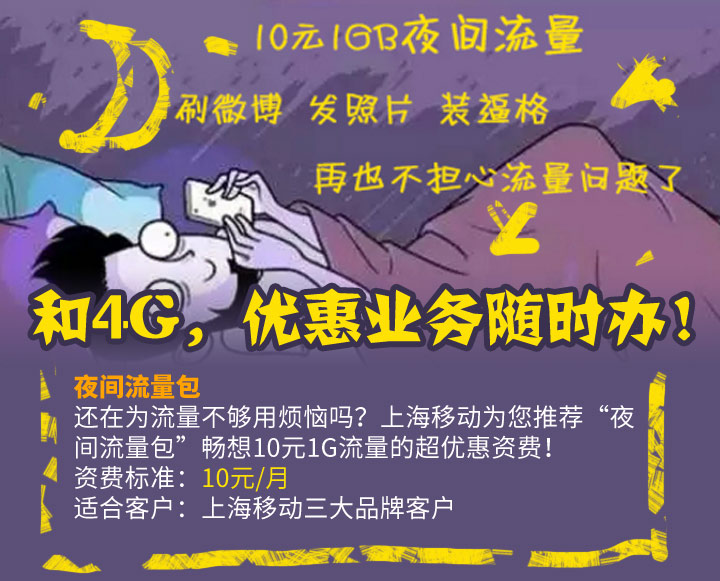 10元1GB夜间流量
刷微博 发照片 装逼格
再也不担心流量问题了
和4G，优惠业务随时办！
夜间流量包
还在为流量不够用烦恼吗？上海移动为您推荐“夜
间流量包”畅想10元1G流量的超优惠资费！
资费标准：10元/月
适合客户：上海移动三大品牌客户